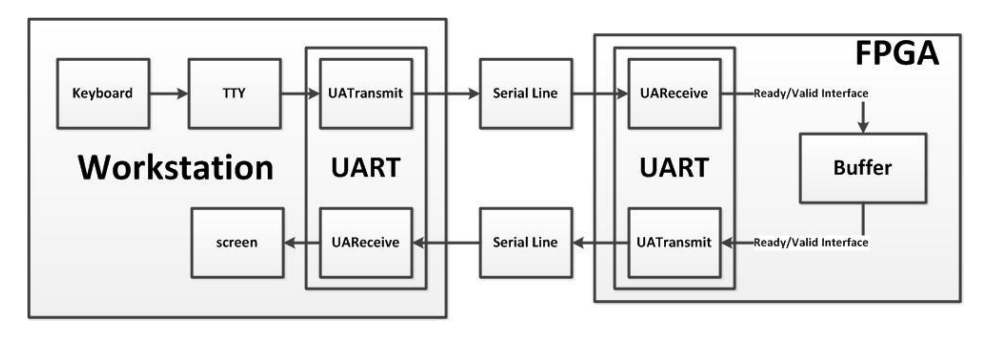 FPGA
Keyboard
TTY
UATransmit
Serial Line
UAReceive
Ready/Valid Interface
Workstation
UART
UART
Buffer
screen
UAReceive
Serial Line
UATransmit
Ready/Valid Interface